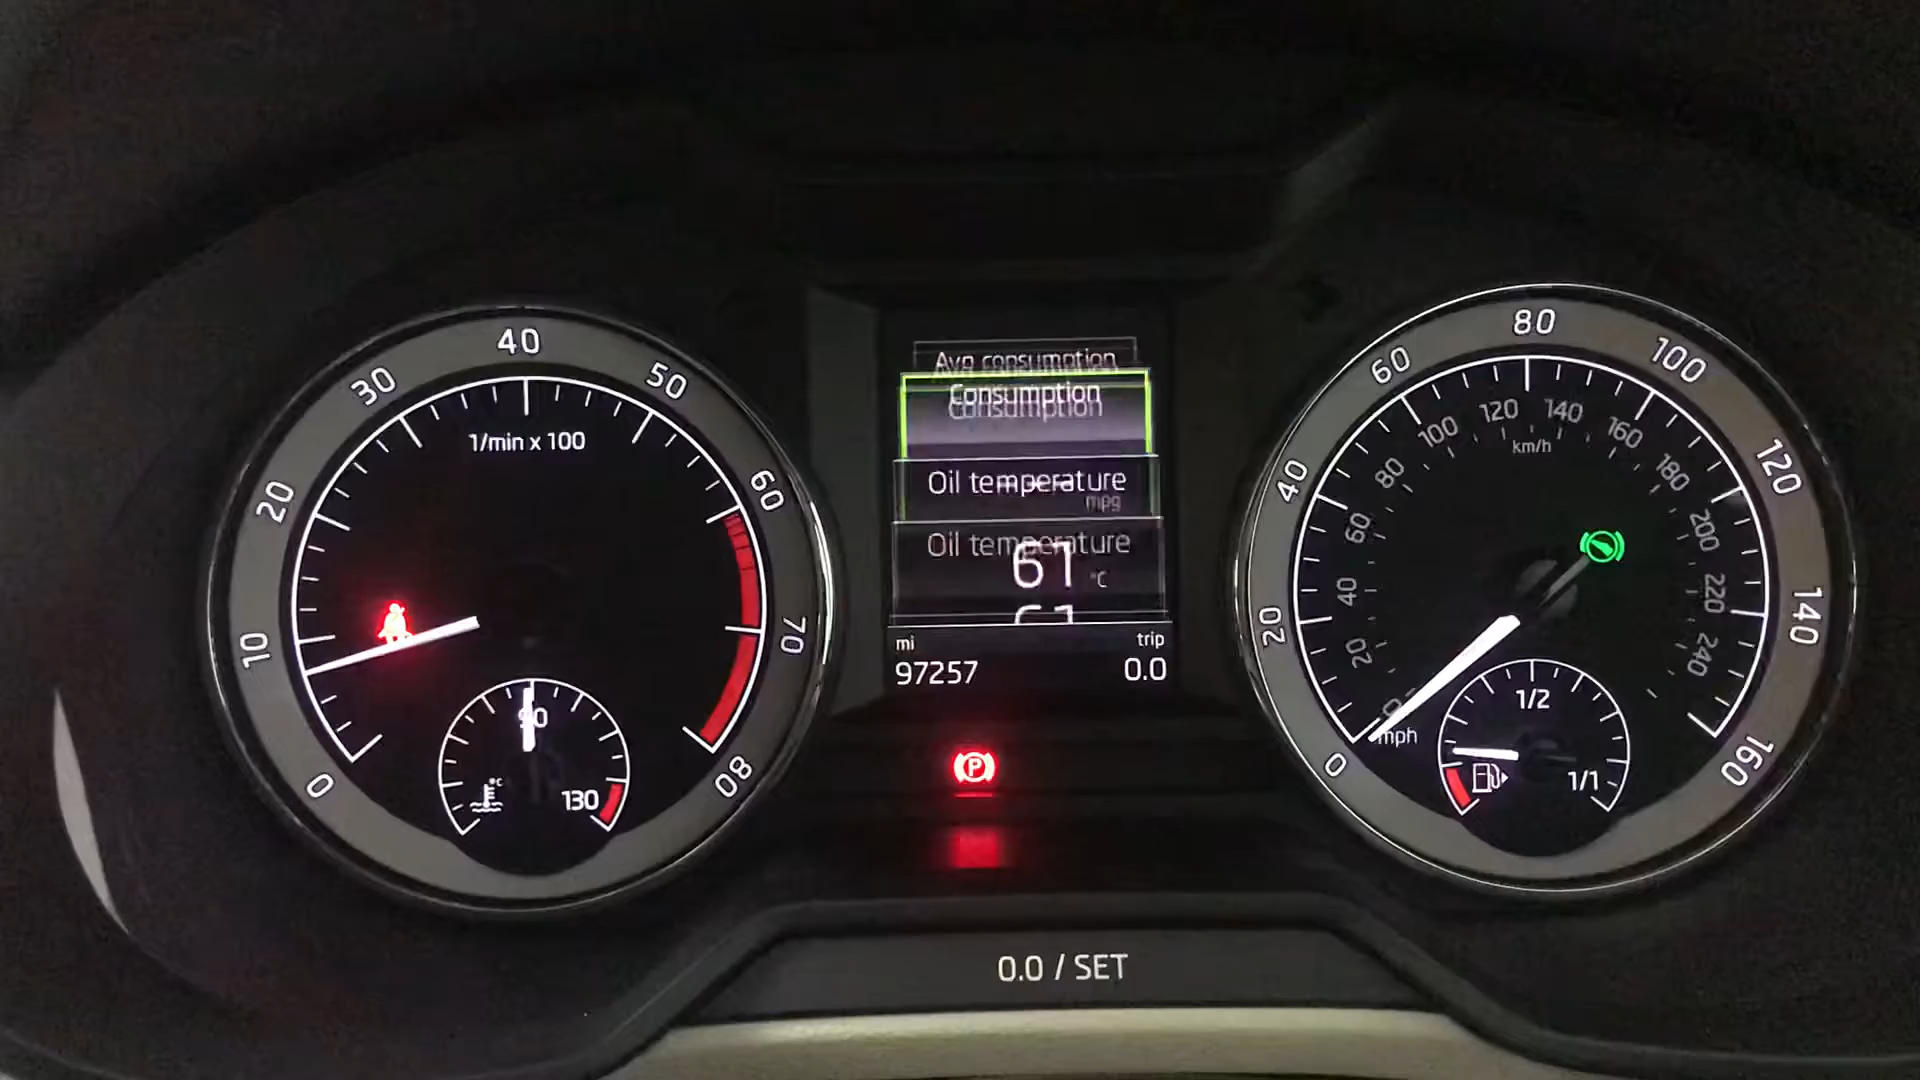 0
10
20
30
40
50
60
70
80
1/min x 100
90
°C
130
Avg consumption
Consumption
Consumption
Oil temperature
mpg
Oil temperature
61 °C
mi
97257
trip
0.0
P
0
20
40
60
80
100
120
140
160
20
40
60
80
100
120
140
160
180
200
220
240
km/h
mph
1/2
1/1
0.0 / SET